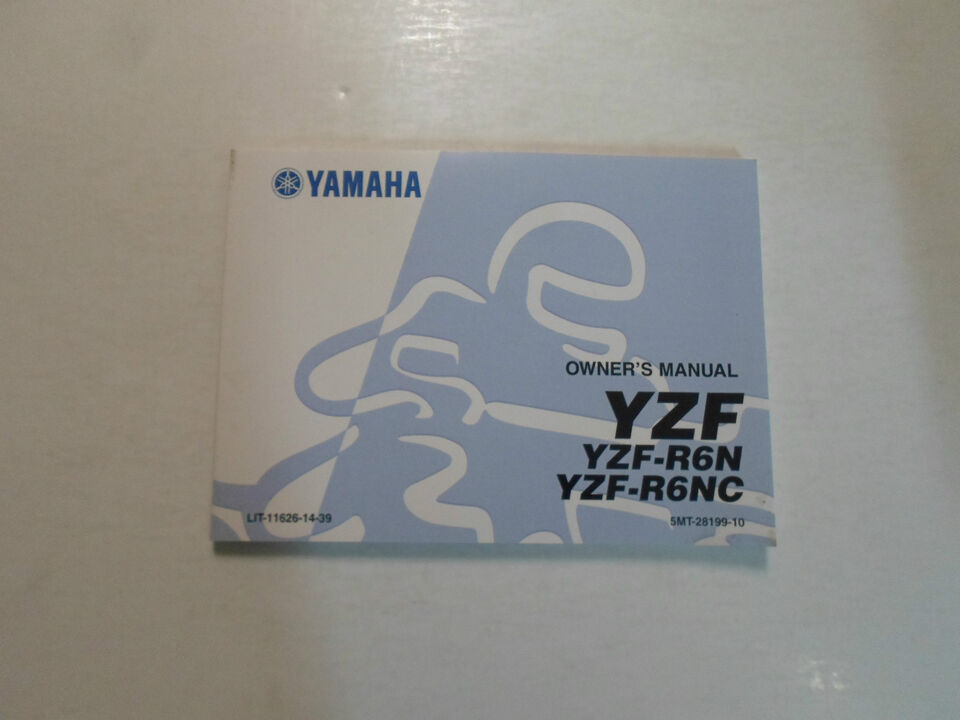 YAMAHA
OWNER'S MANUAL
YZF
YZF-R6N
YZF-R6NC
LIT-11626-14-39
5MT-28199-10